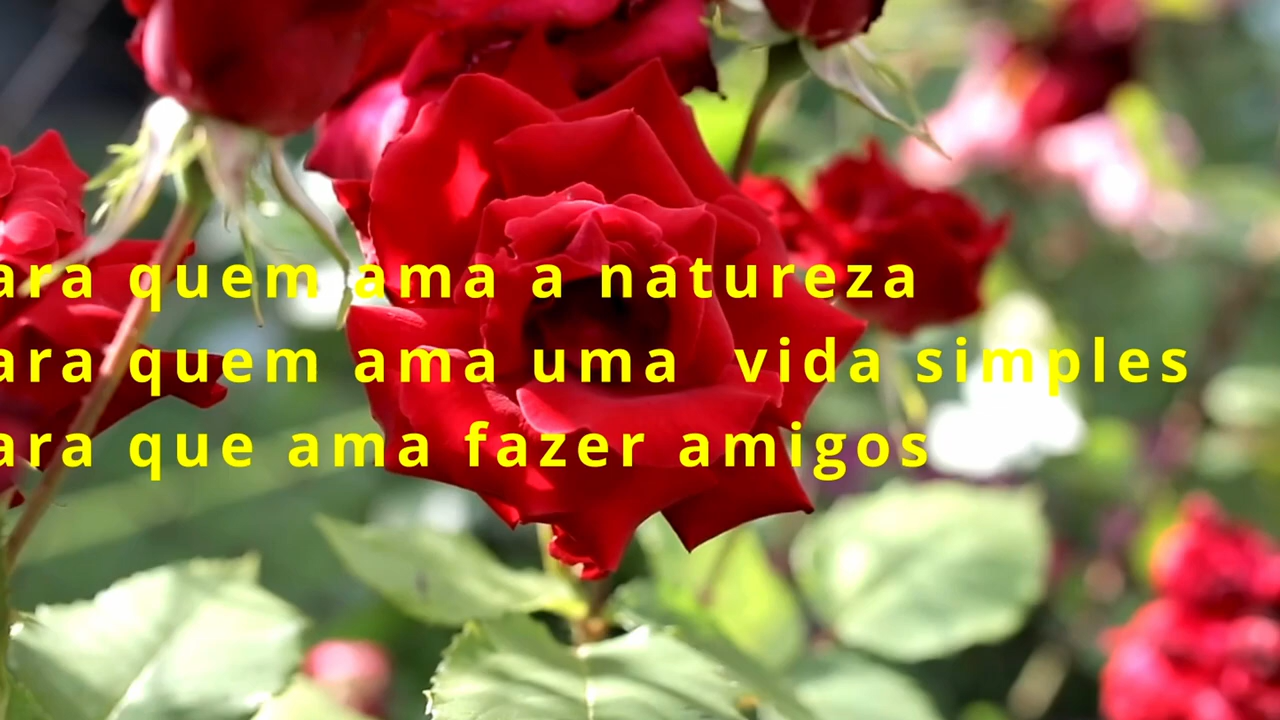 ara quem ama a natureza
ara quem ama uma vida simples
ara que ama fazer amigos